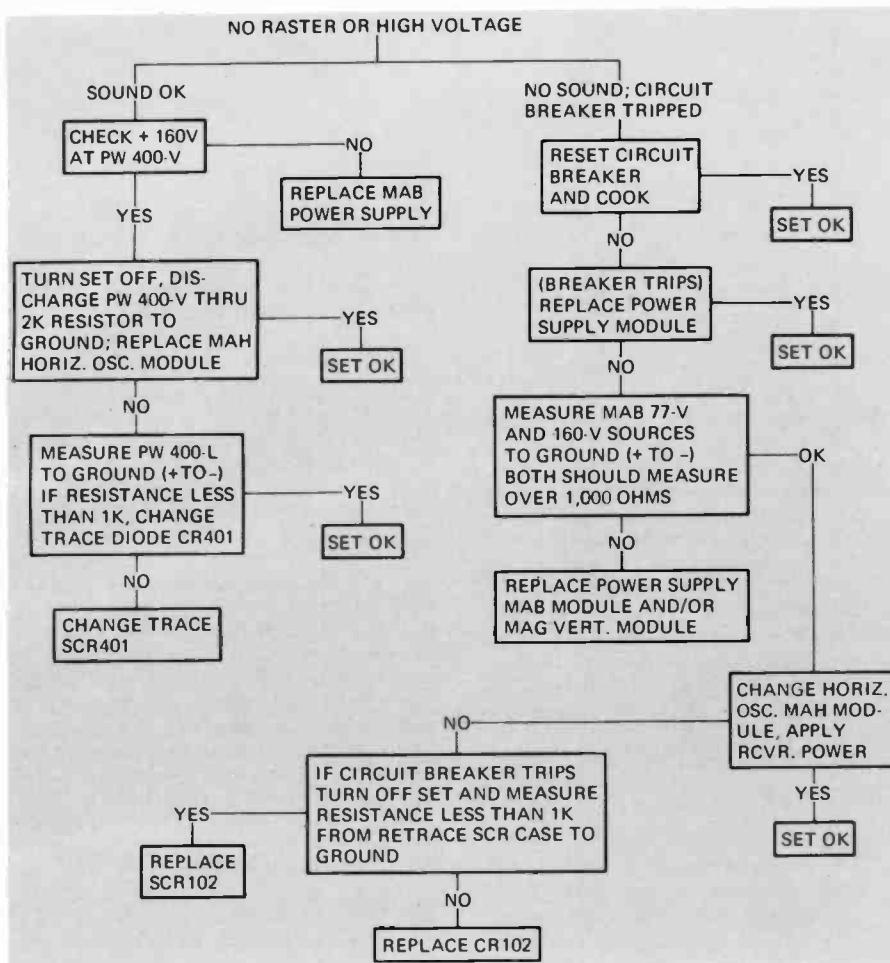 NO RASTER OR HIGH VOLTAGE
SOUND OK
CHECK + 160V
AT PW 400-V
NO
REPLACE MAB
POWER SUPPLY
YES
TURN SET OFF, DIS-
CHARGE PW 400-V THRU
2K RESISTOR TO
GROUND; REPLACE MAH
HORIZ. OSC. MODULE
YES
SET OK
NO
MEASURE PW 400-L
TO GROUND (+ TO –)
IF RESISTANCE LESS
THAN 1K, CHANGE
TRACE DIODE CR401
YES
SET OK
NO
CHANGE TRACE
SCR401
NO SOUND; CIRCUIT
BREAKER TRIPPED
RESET CIRCUIT
BREAKER
AND COOK
YES
SET OK
NO
(BREAKER TRIPS)
REPLACE POWER
SUPPLY MODULE
YES
SET OK
NO
MEASURE MAB 77-V
AND 160-V SOURCES
TO GROUND (+ TO –)
BOTH SHOULD MEASURE
OVER 1,000 OHMS
OK
NO
REPLACE POWER SUPPLY
MAB MODULE AND/OR
MAG VERT. MODULE
CHANGE HORIZ.
OSC. MAH MOD-
ULE, APPLY
RCVR. POWER
YES
SET OK
NO
IF CIRCUIT BREAKER TRIPS
TURN OFF SET AND MEASURE
RESISTANCE LESS THAN 1K
FROM RETRACE SCR CASE TO
GROUND
YES
REPLACE
SCR102
NO
REPLACE CR102